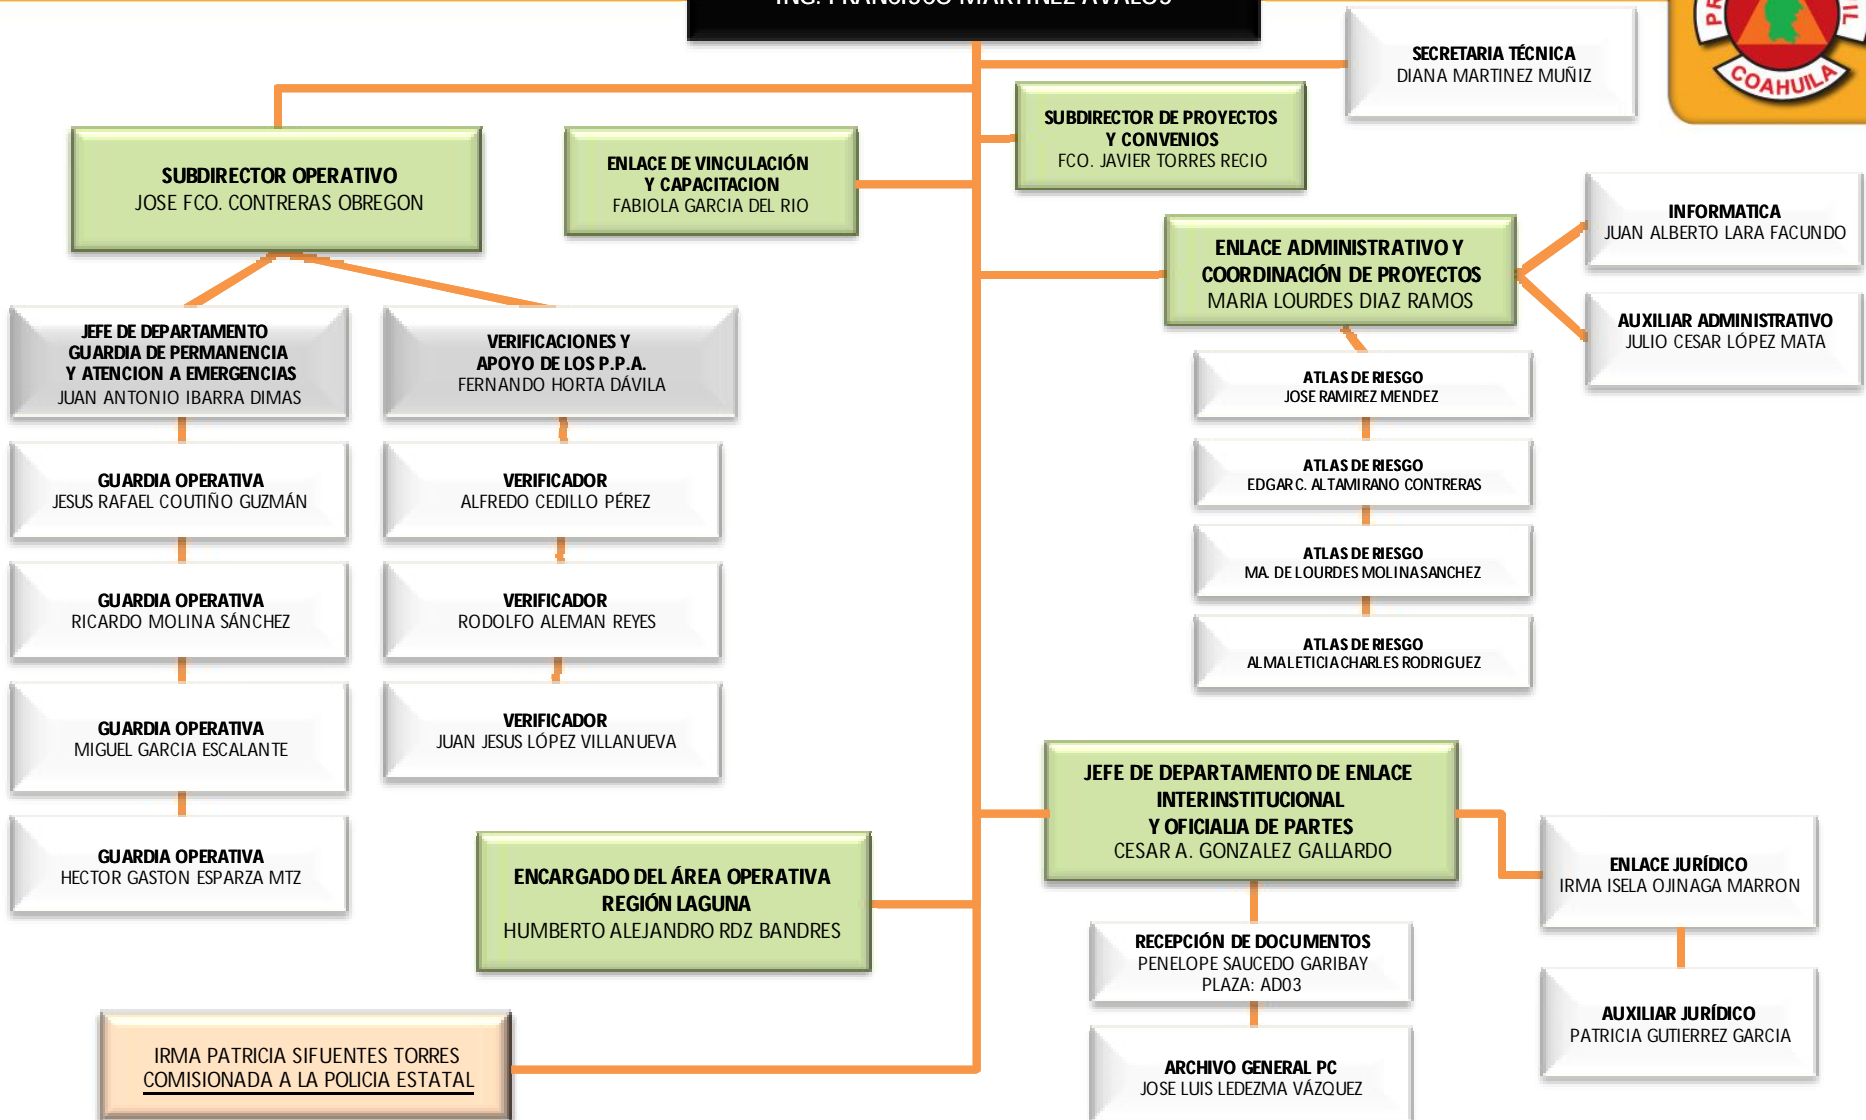 ING. FRANCISCO MARTINEZ AVALOS
SECRETARIA TÉCNICA
DIANA MARTINEZ MUÑIZ
COAHUILA
SUBDIRECTOR DE PROYECTOS
Y CONVENIOS
FCO. JAVIER TORRES RECIO
SUBDIRECTOR OPERATIVO
JOSE FCO. CONTRERAS OBREGON
ENLACE DE VINCULACIÓN
Y CAPACITACION
FABIOLA GARCIA DEL RIO
ENLACE ADMINISTRATIVO Y
COORDINACIÓN DE PROYECTOS
MARIA LOURDES DIAZ RAMOS
INFORMATICA
JUAN ALBERTO LARA FACUNDO
AUXILIAR ADMINISTRATIVO
JULIO CESAR LÓPEZ MATA
JEFE DE DEPARTAMENTO
GUARDIA DE PERMANENCIA
Y ATENCION A EMERGENCIAS
JUAN ANTONIO IBARRA DIMAS
VERIFICACIONES Y
APOYO DE LOS P.P.A.
FERNANDO HORTA DÁVILA
ATLAS DE RIESGO
JOSE RAMIREZ MENDEZ
GUARDIA OPERATIVA
JESUS RAFAEL COUTIÑO GUZMÁN
VERIFICADOR
ALFREDO CEDILLO PÉREZ
ATLAS DE RIESGO
EDGAR C. ALTAMIRANO CONTRERAS
ATLAS DE RIESGO
MA. DE LOURDES MOLINA SANCHEZ
GUARDIA OPERATIVA
RICARDO MOLINA SÁNCHEZ
VERIFICADOR
RODOLFO ALEMAN REYES
ATLAS DE RIESGO
ALMA LETICIA CHARLES RODRIGUEZ
GUARDIA OPERATIVA
MIGUEL GARCIA ESCALANTE
VERIFICADOR
JUAN JESUS LÓPEZ VILLANUEVA
JEFE DE DEPARTAMENTO DE ENLACE
INTERINSTITUCIONAL
Y OFICIALIA DE PARTES
CESAR A. GONZALEZ GALLARDO
GUARDIA OPERATIVA
HECTOR GASTON ESPARZA MTZ
ENCARGADO DEL ÁREA OPERATIVA
REGIÓN LAGUNA
HUMBERTO ALEJANDRO RDZ BANDRES
ENLACE JURÍDICO
IRMA ISELA OJINAGA MARRON
RECEPCIÓN DE DOCUMENTOS
PENELOPE SAUCEDO GARIBAY
PLAZA: AD03
AUXILIAR JURÍDICO
PATRICIA GUTIERREZ GARCIA
IRMA PATRICIA SIFUENTES TORRES
COMISIONADA A LA POLICIA ESTATAL
ARCHIVO GENERAL PC
JOSE LUIS LEDEZMA VÁZQUEZ